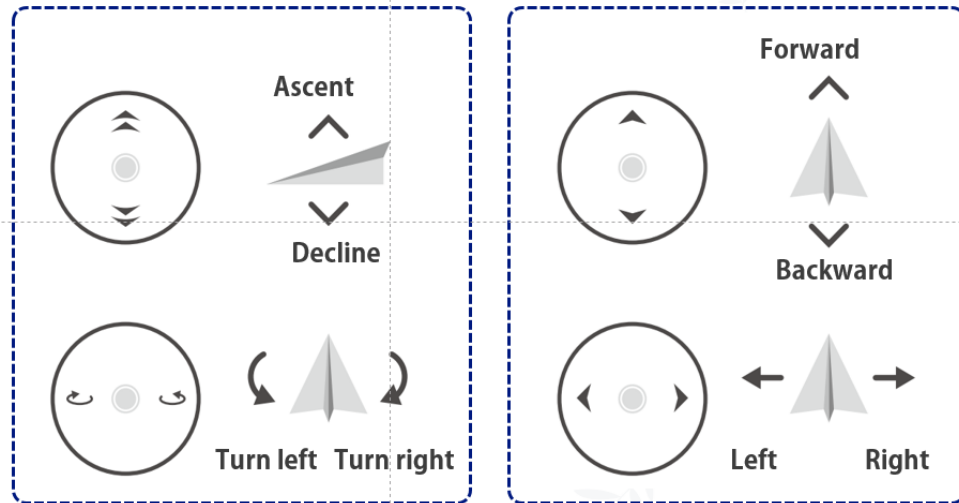 Ascent
Decline
Turn left Turn right
Forward
Backward
Left Right